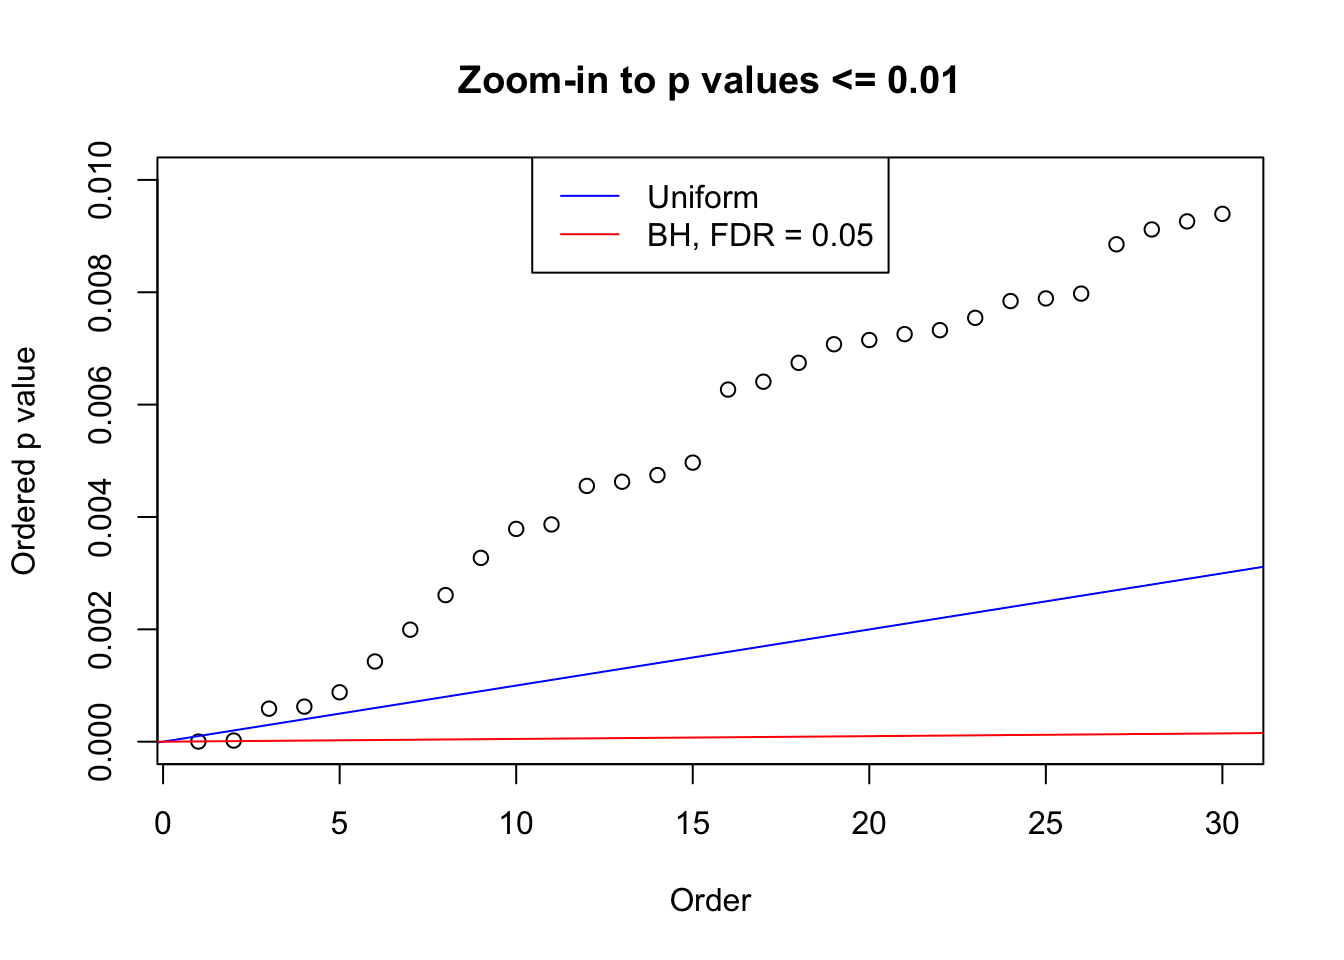 Zoom-in to p values <= 0.01
Uniform
BH, FDR = 0.05
Ordered p value
0.010
0.008
0.006
0.004
0.002
0.000
0 5 10 15 20 25 30
Order